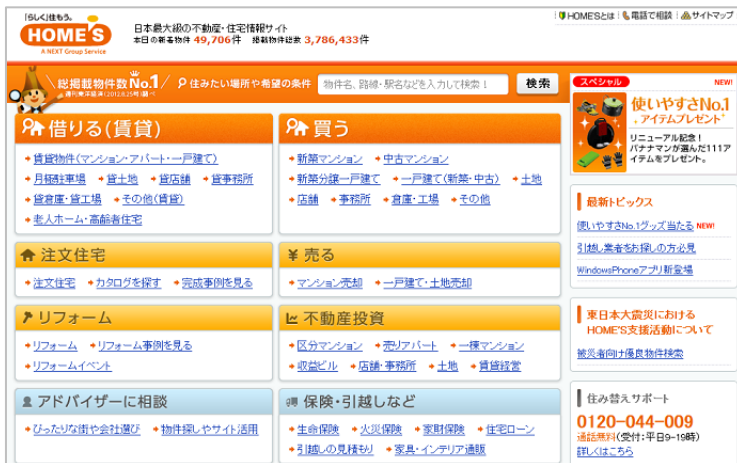 「らしく」住もう。
HOME'S
A NEXT Group Service
日本最大級の不動産・住宅情報サイト
本日の新着物件 49,706件 掲載物件総数 3,786,433件
HOMESとは 電話で相談 サイトマップ
総掲載物件数No.1
週刊東洋経済(2012.8.25号)調べ
住みたい場所や希望の条件
物件名、路線・駅名などを入力して検索!
検索
借りる(賃貸)
賃貸物件(マンション・アパート・一戸建て)
月極駐車場 貸土地 貸店舗 貸事務所
貸倉庫・貸工場 その他(賃貸)
老人ホーム・高齢者住宅
買う
新築マンション 中古マンション
新築分譲一戸建て 一戸建て(新築・中古) 土地
店舗 事務所 倉庫・工場 その他
注文住宅
注文住宅 カタログを探す 完成事例を見る
¥ 売る
マンション売却 一戸建て・土地売却
リフォーム
リフォーム リフォーム事例を見る
リフォームイベント
不動産投資
区分マンション 売りアパート 一棟マンション
収益ビル 店舗・事務所 土地 賃貸経営
アドバイザーに相談
ぴったりな街や会社選び 物件探しやサイト活用
保険・引越しなど
生命保険 火災保険 家財保険 住宅ローン
引越しの見積もり 家具・インテリア通販
スペシャル NEW!
使いやすさNo.1
アイテムプレゼント
リニューアル記念!
バナナマンが選んだ111ア
イテムをプレゼント。
最新トピックス
使いやすさNo.1グッズ当たる NEW!
引越し業者をお探しの方必見
WindowsPhoneアプリ新登場
東日本大震災における
HOME'S支援活動について
被災者向け優良物件検索
住み替えサポート
0120-044-009
通話無料(受付:平日9-19時)
詳しくはこちら